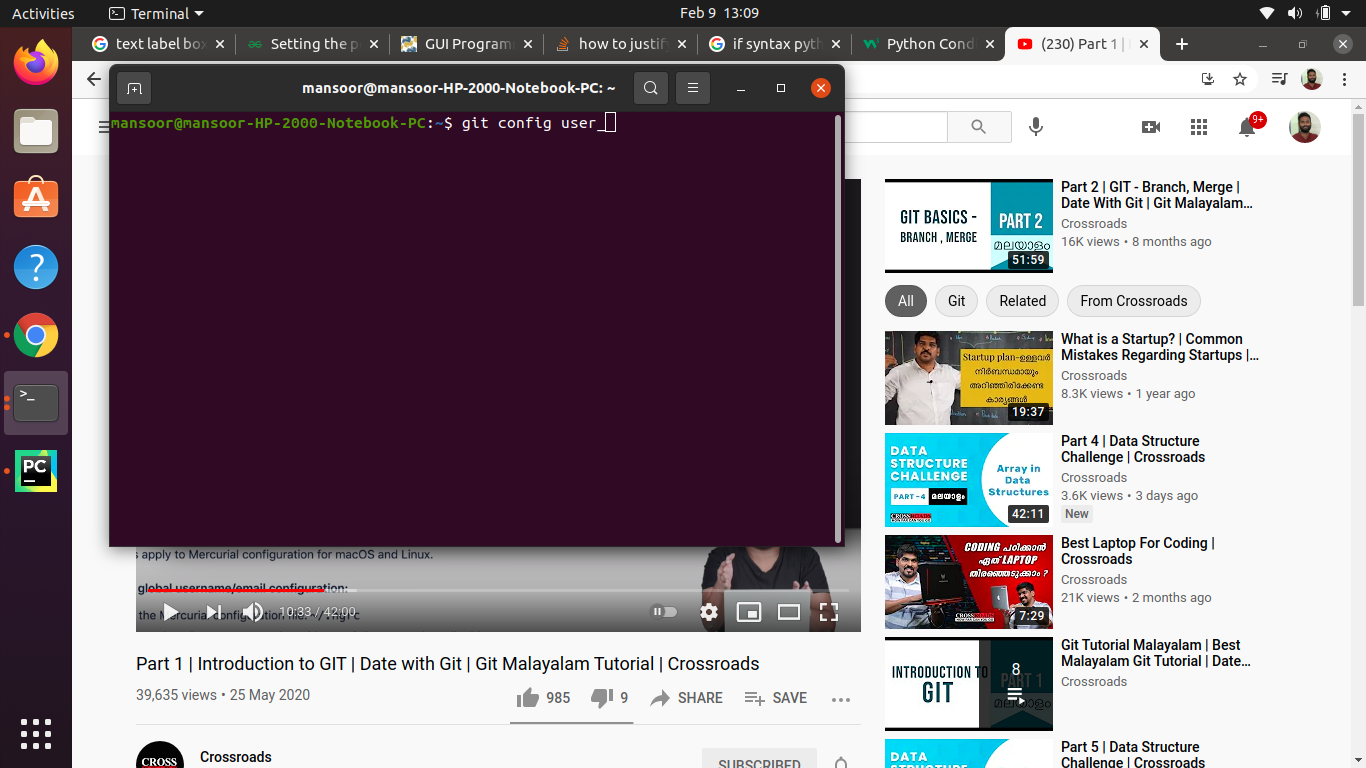 Activities
Terminal
Feb 9 13:09
text label box
Setting the p
GUI Program
how to justif
if syntax pyth
Python Cond
(230) Part 1 |
mansoor@mansoor-HP-2000-Notebook-PC: ~
mansoor@mansoor-HP-2000-Notebook-PC:~$ git config user_
9+
GIT BASICS -
BRANCH , MERGE
PART 2
മലയാളം
51:59
Part 2 | GIT - Branch, Merge |
Date With Git | Git Malayalam...
Crossroads
16K views • 8 months ago
All
Git
Related
From Crossroads
Startup plan-ഉള്ളവർ
നിർബന്ധമായും
അറിഞ്ഞിരിക്കേണ്ട
കാര്യങ്ങൾ
19:37
What is a Startup? | Common
Mistakes Regarding Startups |...
Crossroads
8.3K views • 1 year ago
DATA
STRUCTURE
CHALLENGE
PART - 4
മലയാളം
Array in
Data
Structures
CROSSROADS
42:11
Part 4 | Data Structure
Challenge | Crossroads
Crossroads
3.6K views • 3 days ago
New
CODING പഠിക്കാൻ
ഏത് LAPTOP
തിരഞ്ഞെടുക്കാം ?
CROSSROADS
7:29
Best Laptop For Coding |
Crossroads
Crossroads
21K views • 2 months ago
INTRODUCTION TO
GIT
PART 1
മലയാളം
8
Git Tutorial Malayalam | Best
Malayalam Git Tutorial | Date...
Crossroads
DATA
Part 5 | Data Structure
Challenge | Crossroads
PC
s apply to Mercurial configuration for macOS and Linux.
global username/email configuration:
10:33 / 42:00
the Mercurial configuration file: ~/.hgrc
Part 1 | Introduction to GIT | Date with Git | Git Malayalam Tutorial | Crossroads
39,635 views • 25 May 2020
985
9
SHARE
SAVE
CROSS
Crossroads
SUBSCRIBED